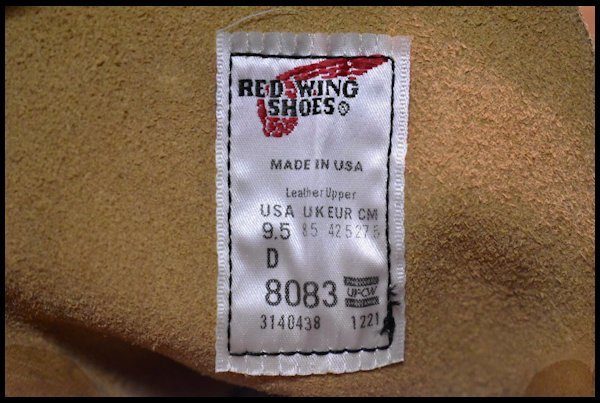 RED WING
SHOES®
MADE IN USA
Leather Upper
USA UK EUR CM
9.5 8.5 42.5 27.5
D
8083 UFCW
3140438 1221